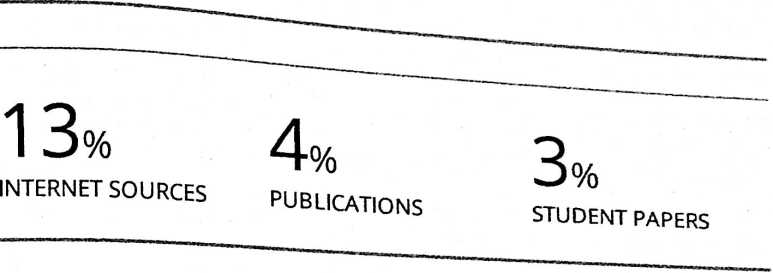 13% 4% 3%
INTERNET SOURCES PUBLICATIONS STUDENT PAPERS